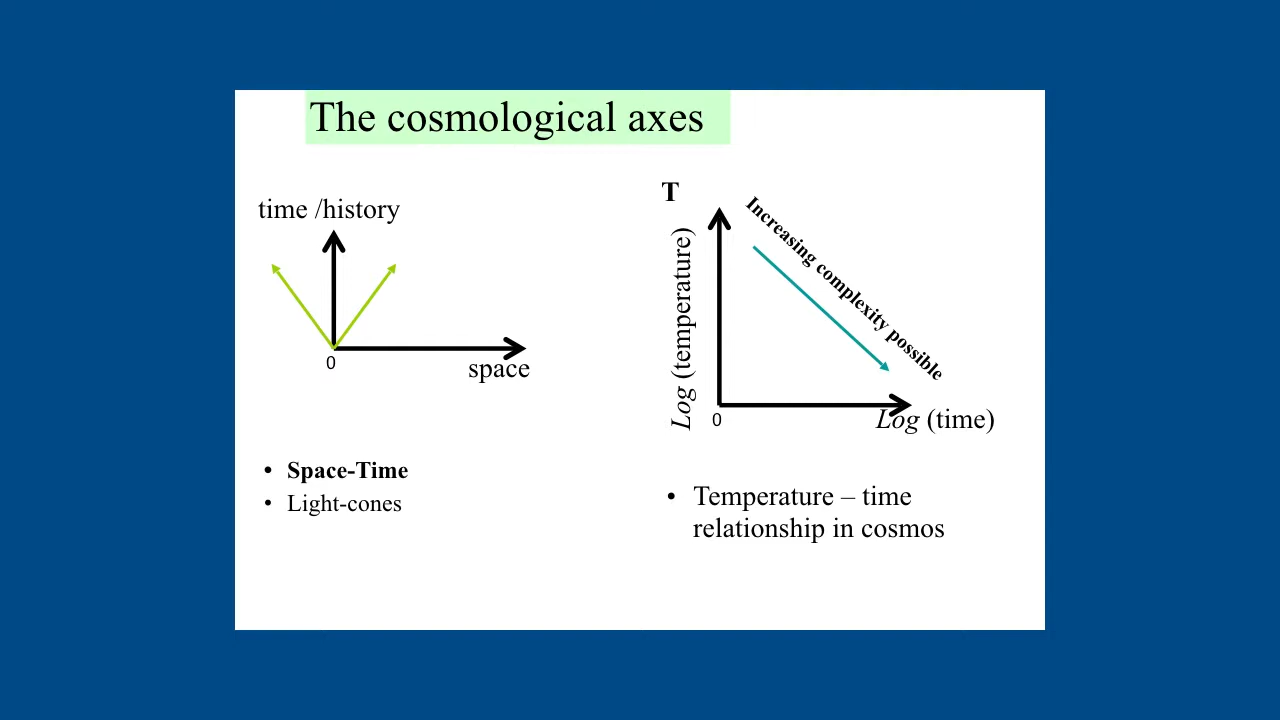 The cosmological axes
time /history
0
space
• Space-Time
• Light-cones
T
Log (temperature)
Increasing complexity possible
0
Log (time)
• Temperature – time
relationship in cosmos